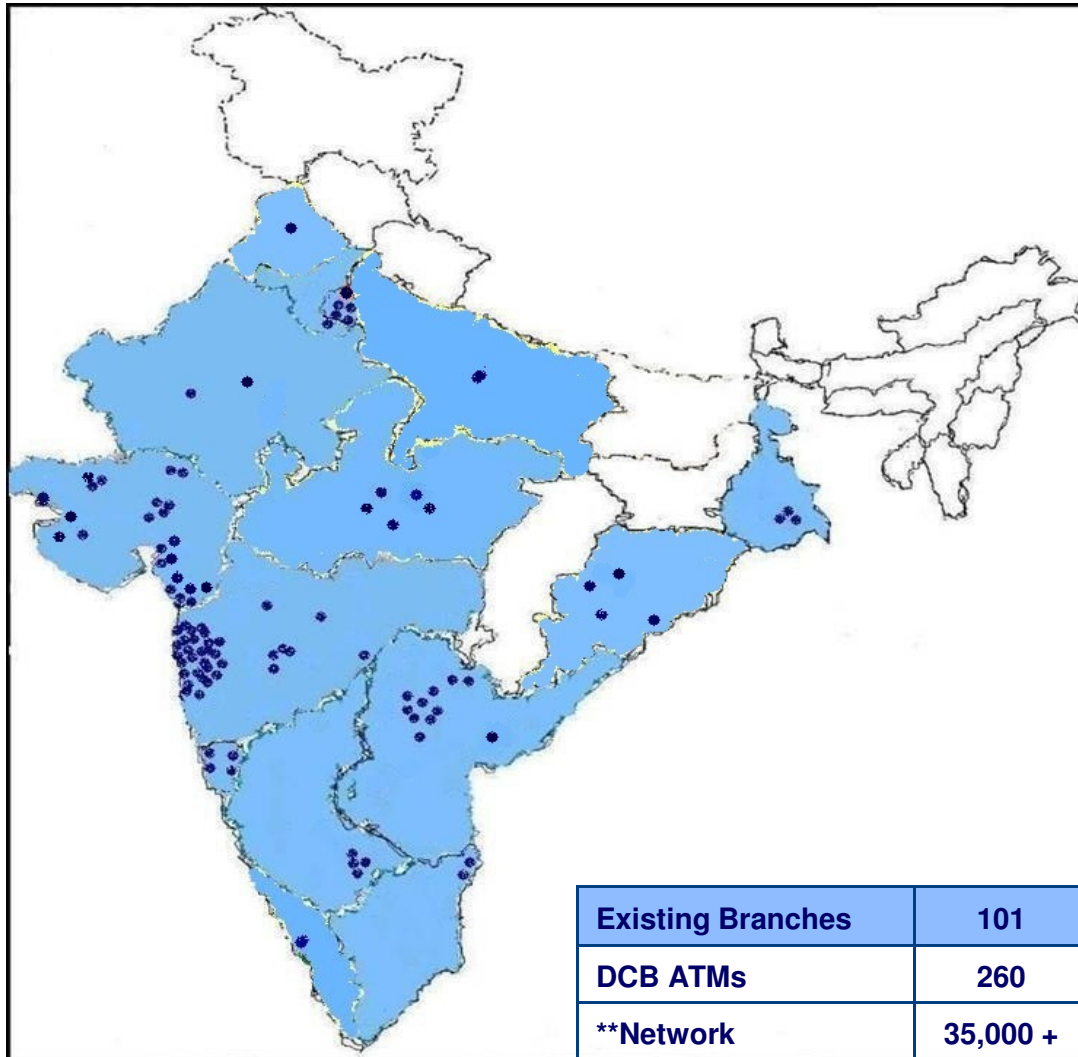 Existing Branches 101
DCB ATMs 260
**Network 35,000 +